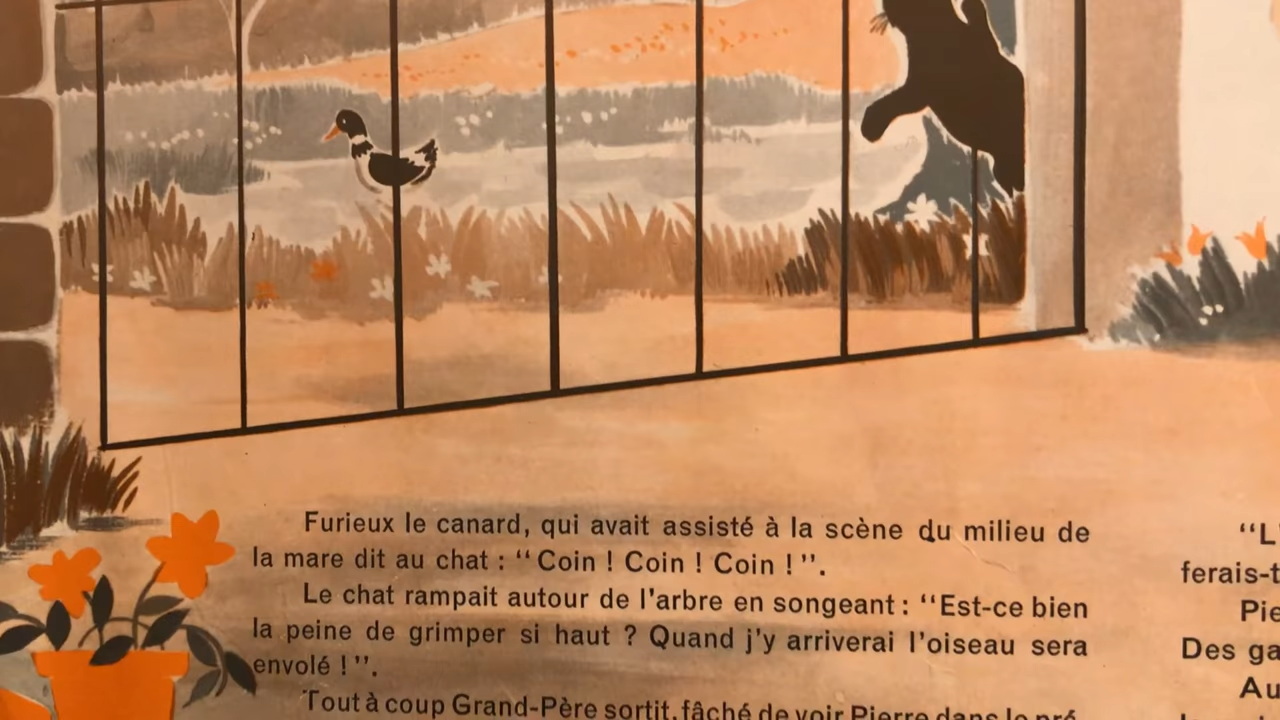 Furieux le canard, qui avait assisté à la scène du milieu de
la mare dit au chat : “Coin ! Coin ! Coin !”.
Le chat rampait autour de l'arbre en songeant : “Est-ce bien
la peine de grimper si haut ? Quand j'y arriverai l'oiseau sera
envolé !”.
Tout à coup Grand-Père sortit, fâché de voir Pierre dans le pré
“L'
ferais-t
Pie
Des ga
Au